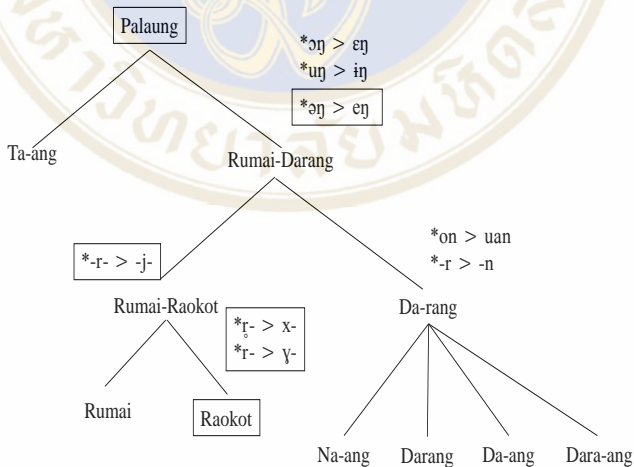 Palaung
*ɔŋ > ɛŋ
*uŋ > ɨŋ
*əŋ > eŋ
Ta-ang
Rumai-Darang
*-r- > -j-
*on > uan
*-r > -n
Rumai-Raokot
Da-rang
*r̥- > x-
*r- > ɣ-
Rumai
Raokot
Na-ang
Darang
Da-ang
Dara-ang